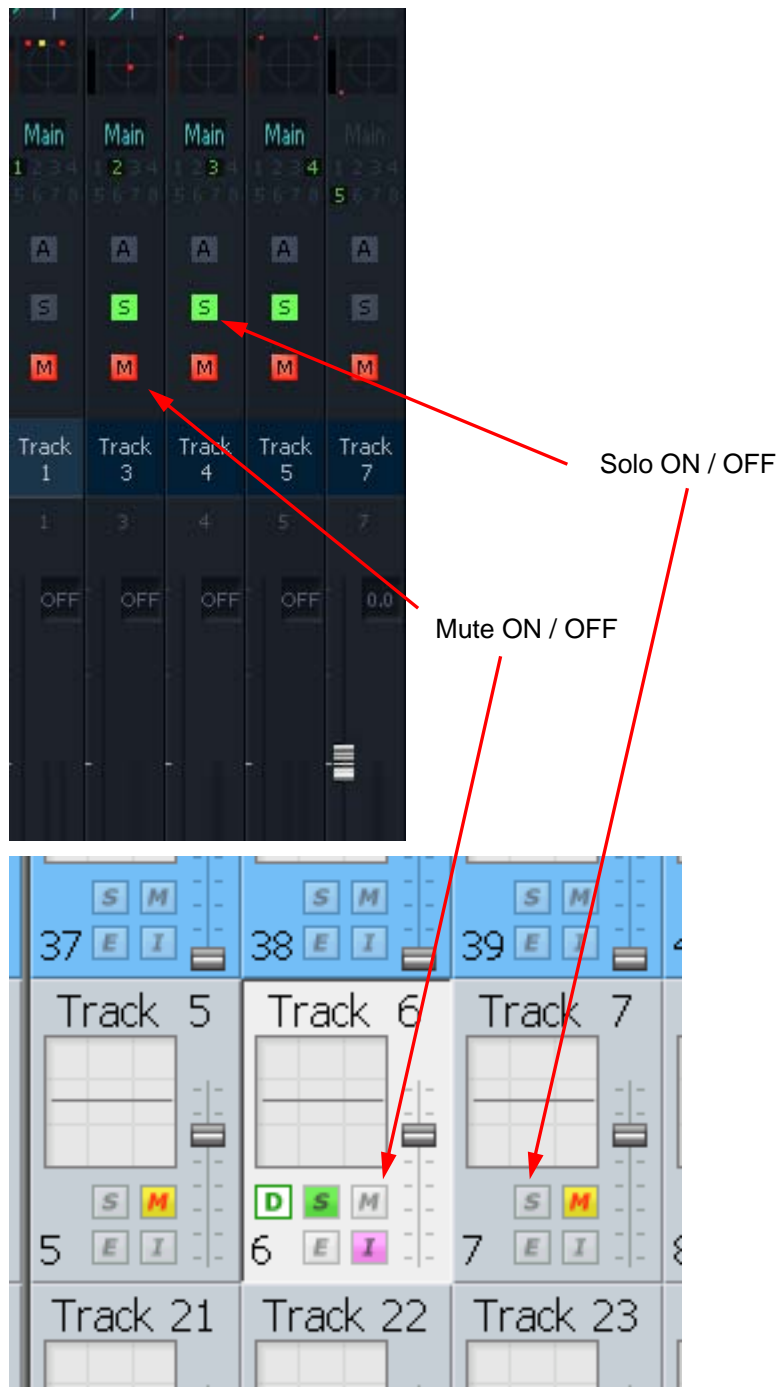 Main Main Main Main Main
1 2 3 4 1 2 3 4 1 2 3 4 1 2 3 4 1 2 3 4
5 6 7 8 5 6 7 8 5 6 7 8 5 6 7 8 5 6 7 8
A A A A A
S S S S S
M M M M M
Track Track Track Track Track
1 3 4 5 7
1 3 4 5 7
OFF OFF OFF OFF 0.0
Solo ON / OFF
Mute ON / OFF
S M S M S M
37 E I 38 E I 39 E I
Track 5 Track 6 Track 7
S M D S M S M
5 E I 6 E I 7 E I
Track 21 Track 22 Track 23